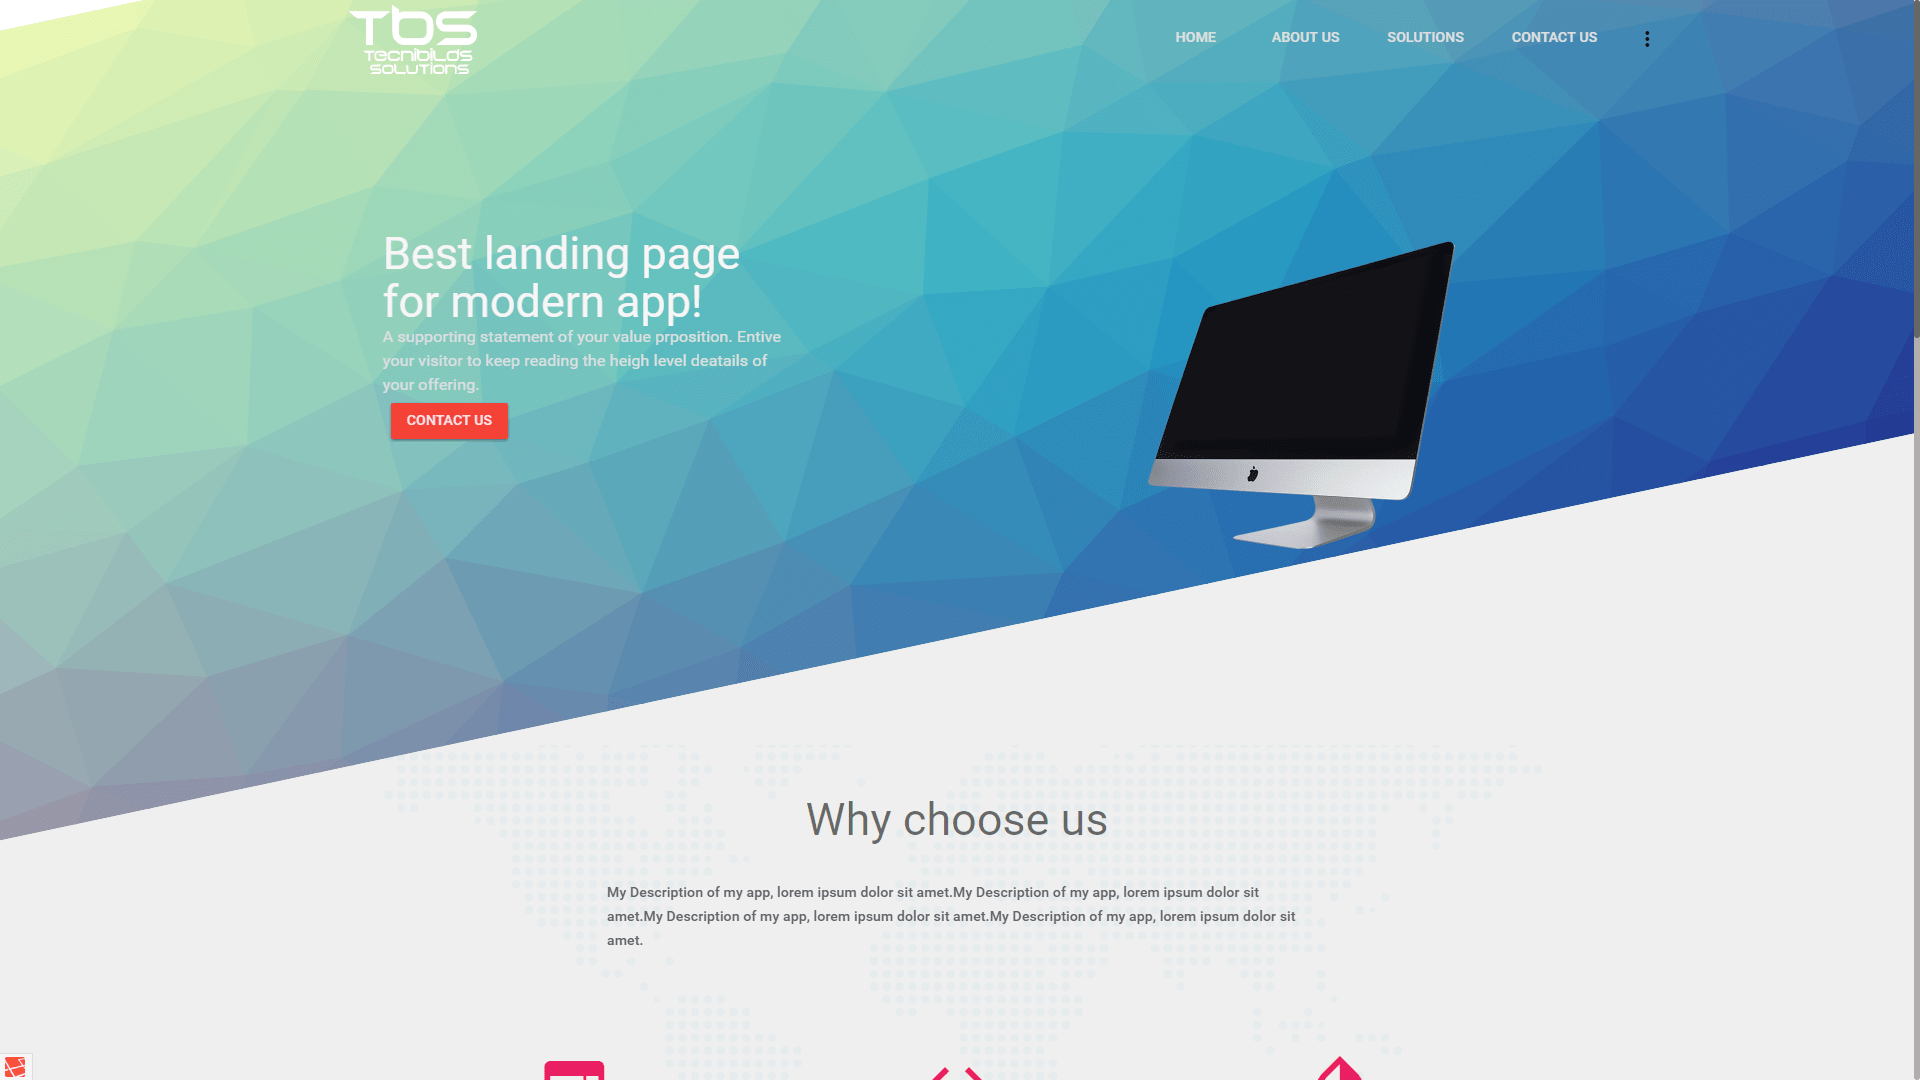 TBS
TecniBilds
SOLUTIONS
HOME ABOUT US SOLUTIONS CONTACT US
Best landing page
for modern app!
A supporting statement of your value prposition. Entive
your visitor to keep reading the heigh level deatails of
your offering.
CONTACT US
Why choose us
My Description of my app, lorem ipsum dolor sit amet.My Description of my app, lorem ipsum dolor sit
amet.My Description of my app, lorem ipsum dolor sit amet.My Description of my app, lorem ipsum dolor sit
amet.